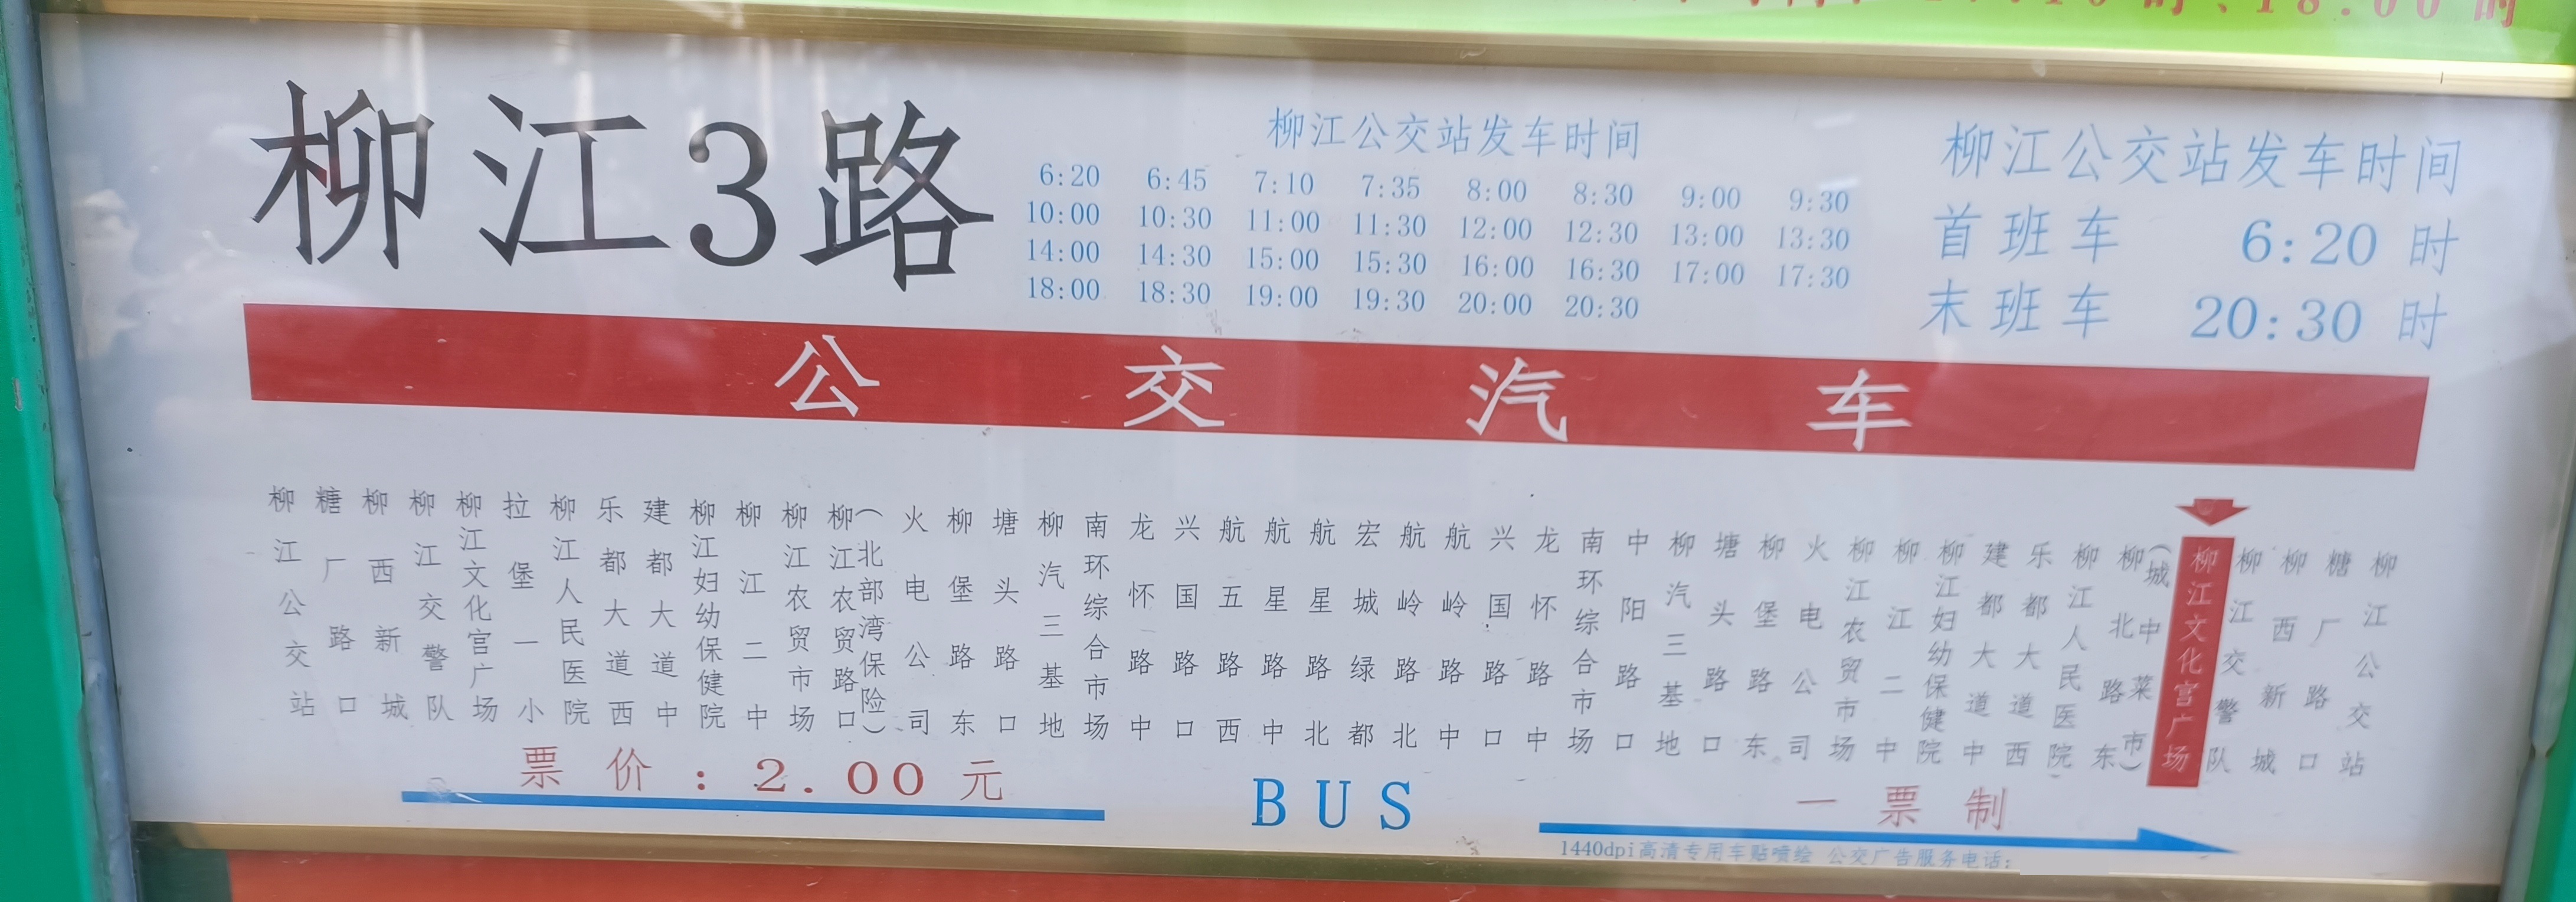 18:00时
柳江3路
柳江公交站发车时间
6:20 6:45 7:10 7:35 8:00 8:30 9:00 9:30
10:00 10:30 11:00 11:30 12:00 12:30 13:00 13:30
14:00 14:30 15:00 15:30 16:00 16:30 17:00 17:30
18:00 18:30 19:00 19:30 20:00 20:30
柳江公交站发车时间
首班车 6:20 时
末班车 20:30 时
公交汽车
柳江公交站
糖厂路口
柳西新城
柳江交警队
柳江文化宫广场
拉堡一小
柳江人民医院
乐都大道西
建都大道中
柳江妇幼保健院
柳江二中
柳江农贸市场
柳江农贸路口
(北部湾保险)
火电公司
柳堡路东
塘头路口
柳汽三基地
南环综合市场
龙怀路中
兴国路口
航五路西
航星路中
航星路北
宏城绿都
航岭路北
航岭路中
兴国路口
龙怀路中
南环综合市场
中阳路口
柳汽三基地
塘头路口
柳堡路东
火电公司
柳江农贸市场
柳江二中
柳江妇幼保健院
建都大道中
乐都大道西
柳江人民医院
柳北路东
(城中菜市)
柳江文化宫广场
柳江交警队
柳西新城
糖厂路口
柳江公交站
票价:2.00元
BUS
一票制
1440dpi高清专用车贴喷绘 公交广告服务电话: